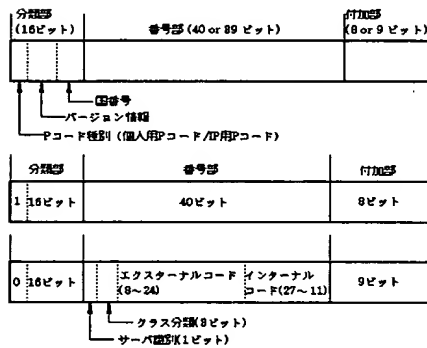 分類部
(16ビット)
番号部 (40 or 39 ビット)
付加部
(8 or 9 ビット)
国番号
バージョン情報
Pコード種別 (個人用Pコード/IP用Pコード)
分類部 番号部 付加部
1 16ビット 40ビット 8ビット
0 16ビット エクスターナルコード
(8~24) インターナル
コード(27~11) 9ビット
クラス分類(3ビット)
サーバ識別(1ビット)